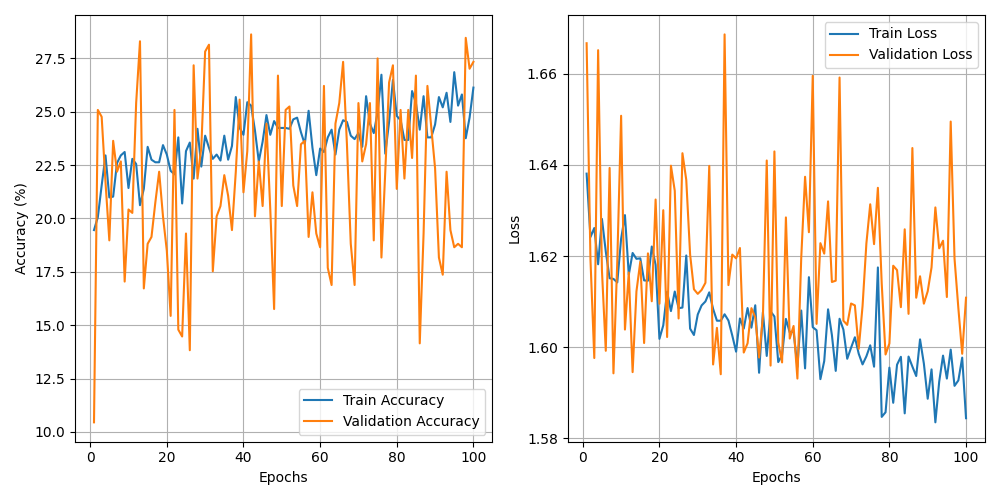 27.5
25.0
22.5
20.0
17.5
15.0
12.5
10.0
Accuracy (%)
0 20 40 60 80 100
Epochs
Train Accuracy
Validation Accuracy
1.66
1.64
1.62
1.60
1.58
Loss
0 20 40 60 80 100
Epochs
Train Loss
Validation Loss